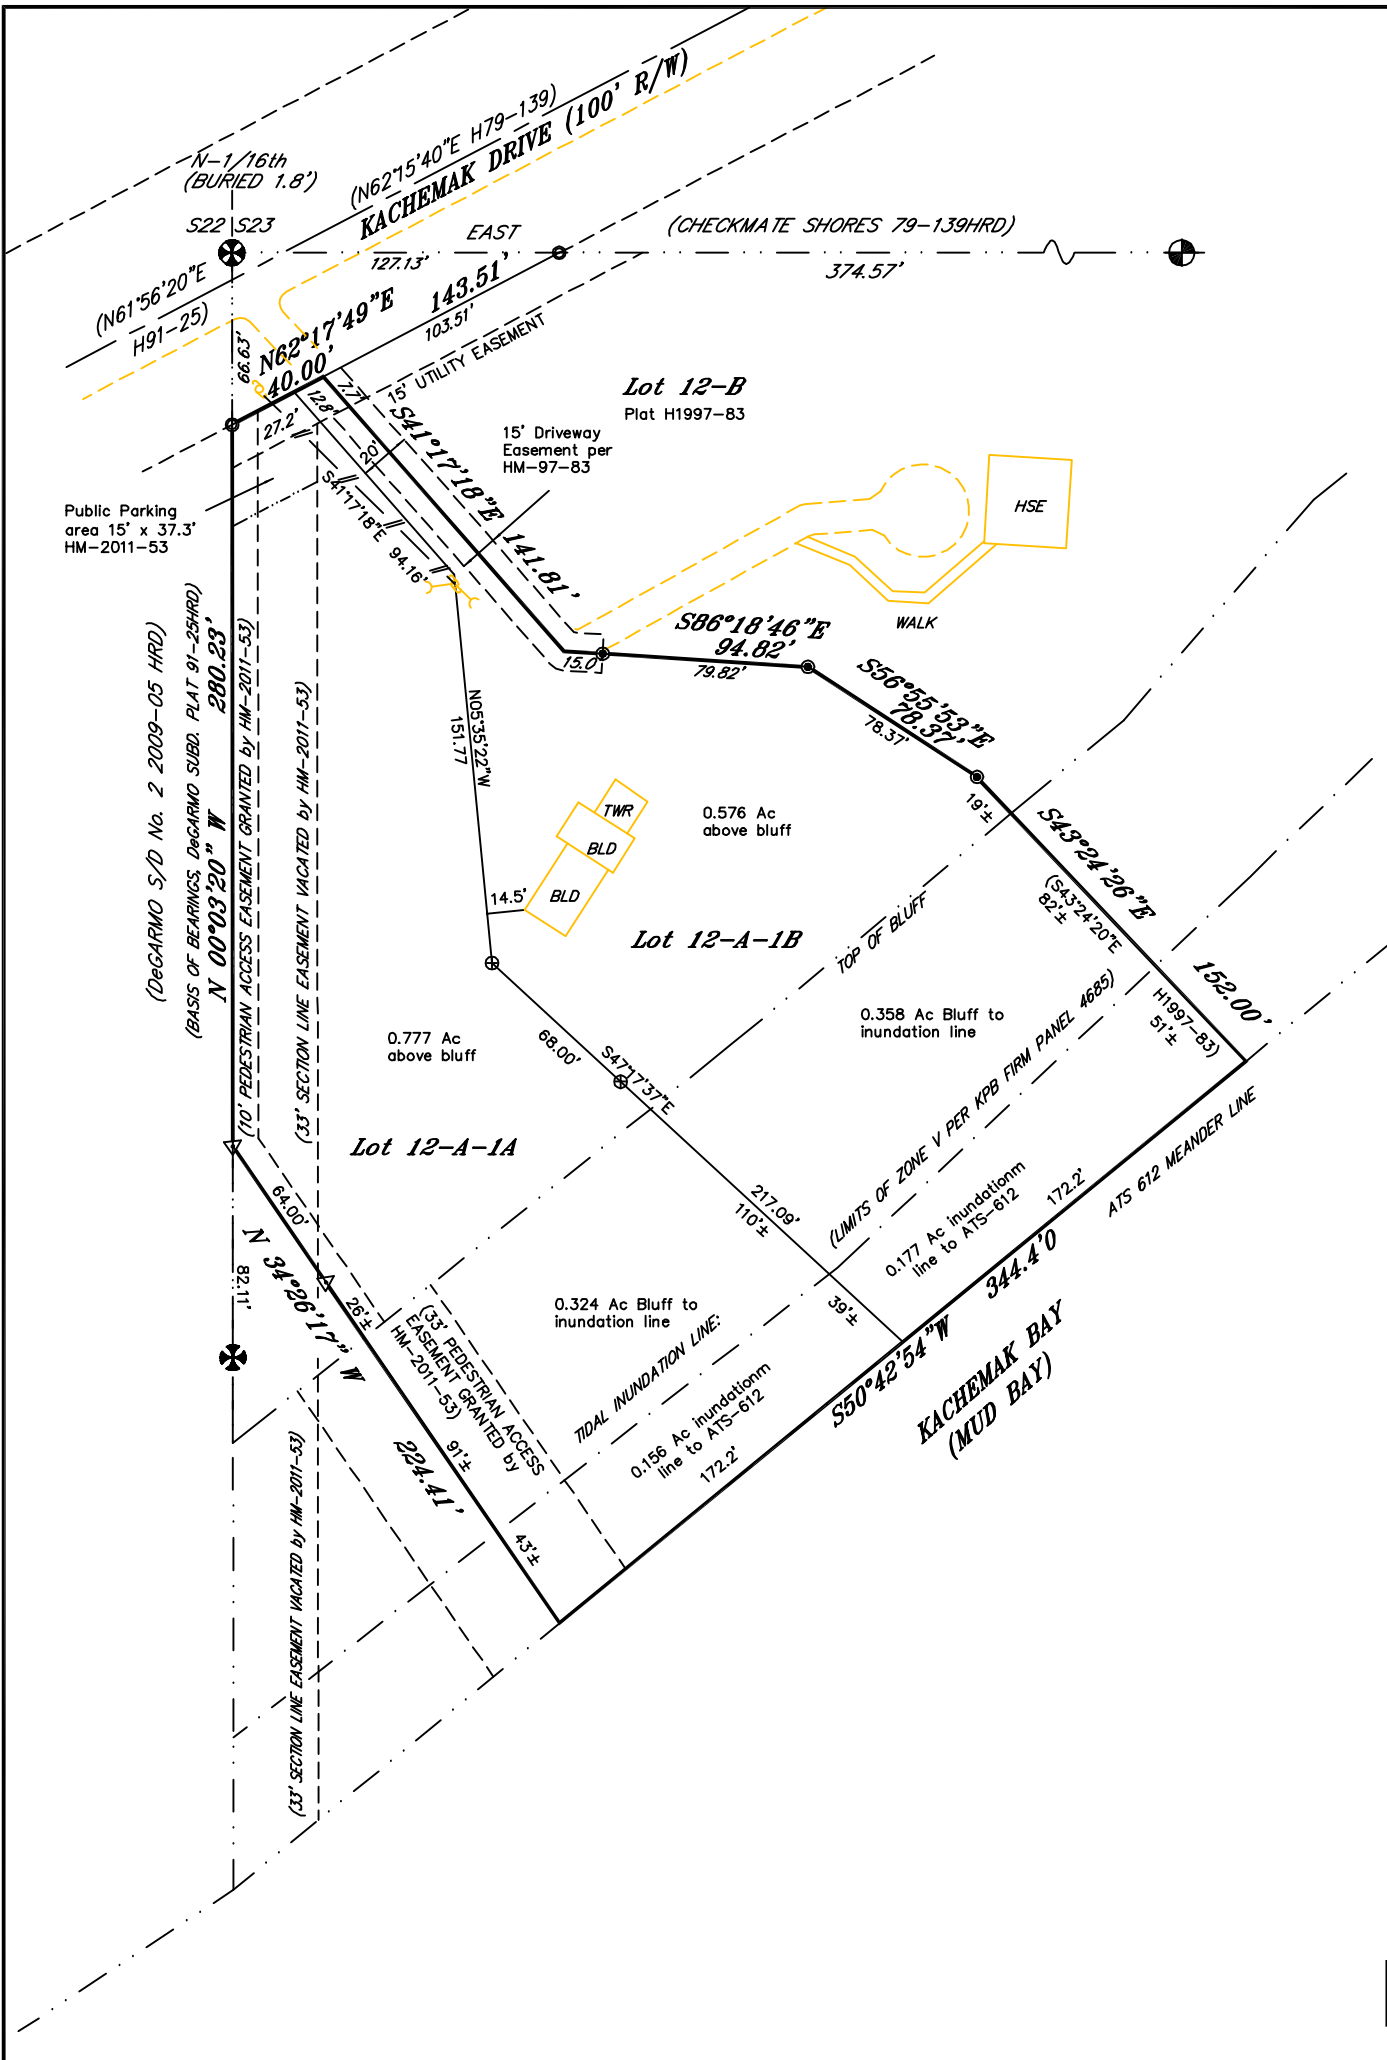 N-1/16th
(BURIED 1.8')
(N62°15'40"E H79-139)
KACHEMAK DRIVE (100' R/W)
S22 S23
EAST
(CHECKMATE SHORES 79-139HRD)
127.13'
374.57'
(N61°56'20"E
H91-25)
66.63'
N62°17'49"E
143.51'
40.00'
103.51'
15' UTILITY EASEMENT
27.2'
12.8'
7.7'
20'
Lot 12-B
Plat H1997-83
15' Driveway
Easement per
HM-97-83
S41°17'18"E 141.81'
S41°17'18"E 94.16'
HSE
WALK
Public Parking
area 15' x 37.3'
HM-2011-53
(DeGARMO S/D No. 2 2009-05 HRD)
(BASIS OF BEARINGS, DeGARMO SUBD. PLAT 91-25HRD)
N 00°03'20" W 280.23'
(10' PEDESTRIAN ACCESS EASEMENT GRANTED by HM-2011-53)
(33' SECTION LINE EASEMENT VACATED by HM-2011-53)
15.0'
S86°18'46"E
94.82'
79.82'
S56°55'53"E
78.37'
78.37'
N05°35'22"W
151.77
TWR
BLD
BLD
14.5'
0.576 Ac
above bluff
19'±
S43°24'26"E
152.00'
(S43°24'20"E
82'±
H1997-83)
51'±
Lot 12-A-1B
TOP OF BLUFF
0.358 Ac Bluff to
inundation line
0.777 Ac
above bluff
68.00'
S47°17'37"E
Lot 12-A-1A
217.09'
110'±
39'±
(LIMITS OF ZONE V PER KPB FIRM PANEL 4685)
0.177 Ac inundationm
line to ATS-612
172.2'
344.4'0
ATS 612 MEANDER LINE
64.00'
N 34°26'17" W
224.41'
82.11'
26'±
91'±
43'±
(33' PEDESTRIAN ACCESS
EASEMENT GRANTED by
HM-2011-53)
0.324 Ac Bluff to
inundation line
TIDAL INUNDATION LINE:
0.156 Ac inundationm
line to ATS-612
172.2'
S50°42'54"W
KACHEMAK BAY
(MUD BAY)
(33' SECTION LINE EASEMENT VACATED by HM-2011-53)